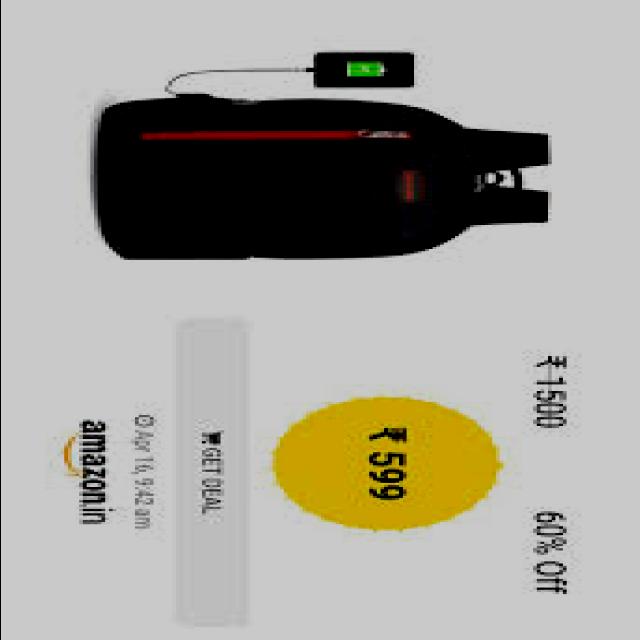 ₹ 1500 60% Off
₹ 599
GET DEAL
Apr 16, 9:42 am
amazon.in